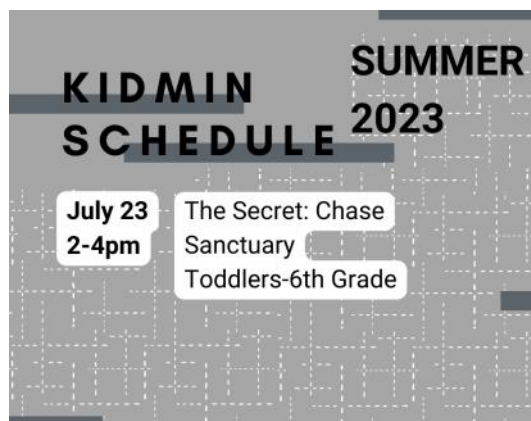 KIDMIN
SCHEDULE
SUMMER
2023
July 23
2-4pm
The Secret: Chase
Sanctuary
Toddlers-6th Grade